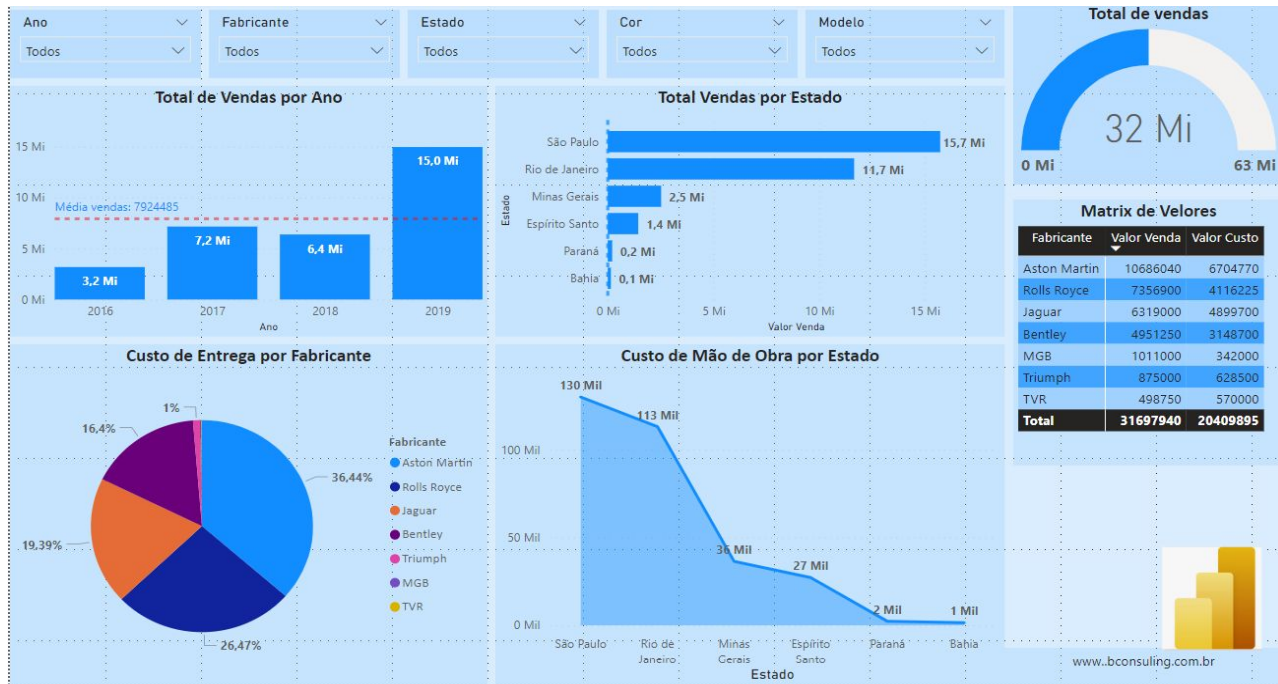 Ano
Todos
Fabricante
Todos
Estado
Todos
Cor
Todos
Modelo
Todos
Total de vendas
32 Mi
0 Mi
63 Mi
Total de Vendas por Ano
15 Mi
10 Mi
5 Mi
0 Mi
Média vendas: 7924485
3,2 Mi
7,2 Mi
6,4 Mi
15,0 Mi
2016
2017
2018
2019
Ano
Total Vendas por Estado
Estado
São Paulo
15,7 Mi
Rio de Janeiro
11,7 Mi
Minas Gerais
2,5 Mi
Espírito Santo
1,4 Mi
Paraná
0,2 Mi
Bahia
0,1 Mi
0 Mi
5 Mi
10 Mi
15 Mi
Valor Venda
Matrix de Velores
Fabricante Valor Venda Valor Custo
Aston Martin 10686040 6704770
Rolls Royce 7356900 4116225
Jaguar 6319000 4899700
Bentley 4951250 3148700
MGB 1011000 342000
Triumph 875000 628500
TVR 498750 570000
Total 31697940 20409895
Custo de Entrega por Fabricante
1%
16,4%
36,44%
19,39%
26,47%
Fabricante
Aston Martin
Rolls Royce
Jaguar
Bentley
Triumph
MGB
TVR
Custo de Mão de Obra por Estado
100 Mil
50 Mil
0 Mil
130 Mil
113 Mil
36 Mil
27 Mil
2 Mil
1 Mil
São Paulo
Rio de
Janeiro
Minas
Gerais
Espírito
Santo
Paraná
Bahia
Estado
www..bconsuling.com.br